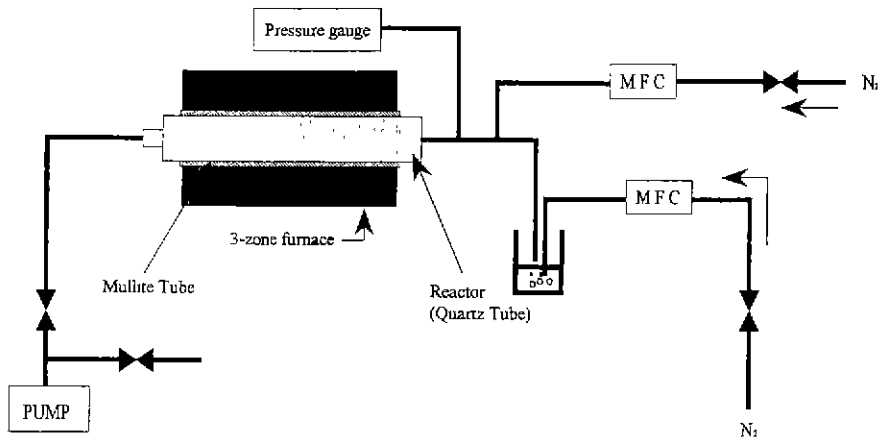 Pressure gauge
MFC
N₂
MFC
3-zone furnace
Mullite Tube
Reactor
(Quartz Tube)
PUMP
N₂